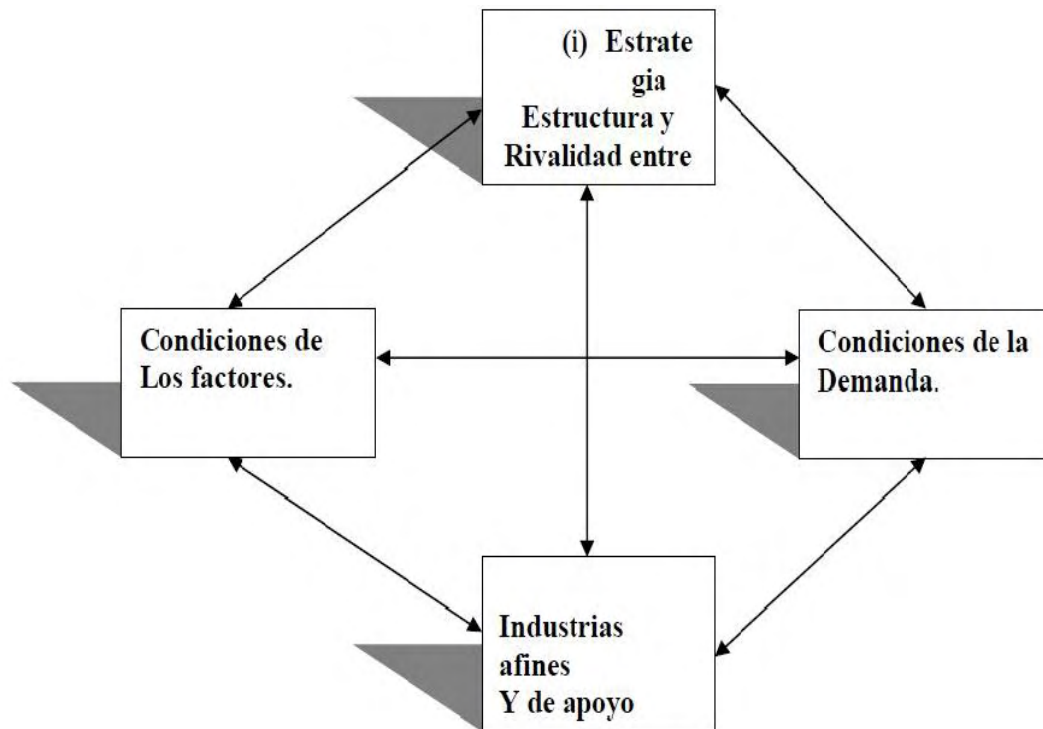 (i) Estrate
gia
Estructura y
Rivalidad entre
Condiciones de
Los factores.
Condiciones de la
Demanda.
Industrias
afines
Y de apoyo